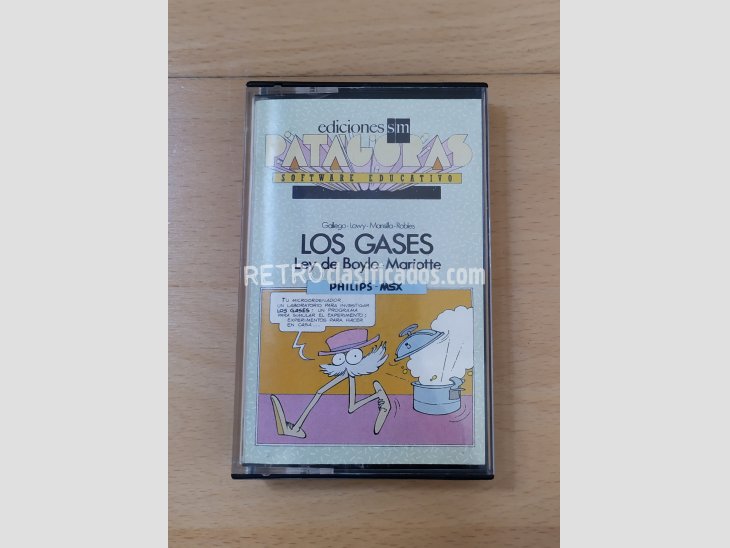 ediciones sm
PATAGORAS
SOFTWARE EDUCATIVO
Gallego - Lowy - Mansilla - Robles
LOS GASES
Ley de Boyle - Mariotte
RETROclasificados.com
PHILIPS - MSX
TU MICROORDENADOR
UN LABORATORIO PARA INVESTIGAR
LOS GASES: UN PROGRAMA
PARA SIMULAR EL EXPERIMENTO;
EXPERIMENTOS PARA HACER
EN CASA ...